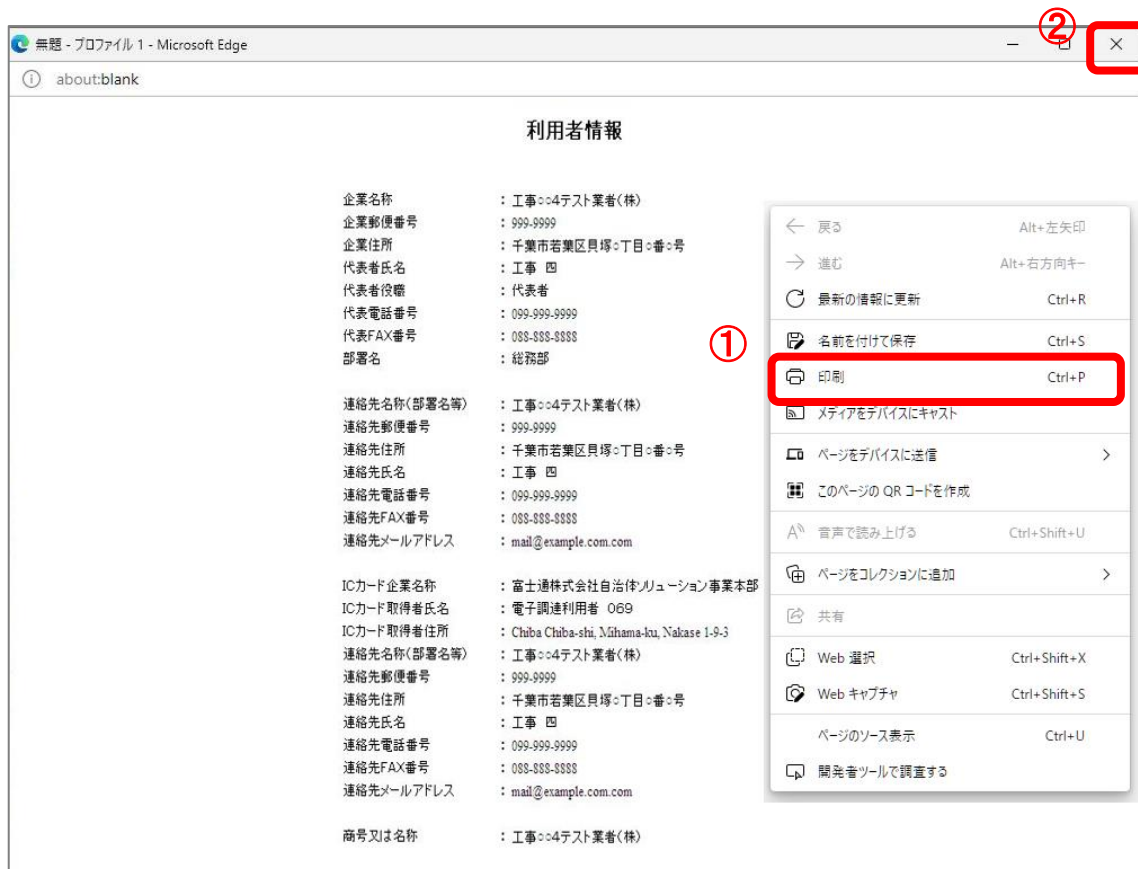 ②
無題 - プロファイル 1 - Microsoft Edge
about:blank
利用者情報
企業名称 ：工事○○4テスト業者(株)
企業郵便番号 ：999-9999
企業住所 ：千葉市若葉区貝塚○丁目○番○号
代表者氏名 ：工事 四
代表者役職 ：代表者
代表電話番号 ：099-999-9999
代表FAX番号 ：088-888-8888
部署名 ：総務部
連絡先名称(部署名等) ：工事○○4テスト業者(株)
連絡先郵便番号 ：999-9999
連絡先住所 ：千葉市若葉区貝塚○丁目○番○号
連絡先氏名 ：工事 四
連絡先電話番号 ：099-999-9999
連絡先FAX番号 ：088-888-8888
連絡先メールアドレス ：mail@example.com.com
ICカード企業名称 ：富士通株式会社自治体ソリューション事業本部
ICカード取得者氏名 ：電子調達利用者 069
ICカード取得者住所 ：Chiba Chiba-shi, Mihama-ku, Nakase 1-9-3
連絡先名称(部署名等) ：工事○○4テスト業者(株)
連絡先郵便番号 ：999-9999
連絡先住所 ：千葉市若葉区貝塚○丁目○番○号
連絡先氏名 ：工事 四
連絡先電話番号 ：099-999-9999
連絡先FAX番号 ：088-888-8888
連絡先メールアドレス ：mail@example.com.com
商号又は名称 ：工事○○4テスト業者(株)
戻る Alt+左矢印
進む Alt+右方向キー
最新の情報に更新 Ctrl+R
名前を付けて保存 Ctrl+S
①
印刷 Ctrl+P
メディアをデバイスにキャスト
ページをデバイスに送信
このページの QR コードを作成
音声で読み上げる Ctrl+Shift+U
ページをコレクションに追加
共有
Web 選択 Ctrl+Shift+X
Web キャプチャ Ctrl+Shift+S
ページのソース表示 Ctrl+U
開発者ツールで調査する